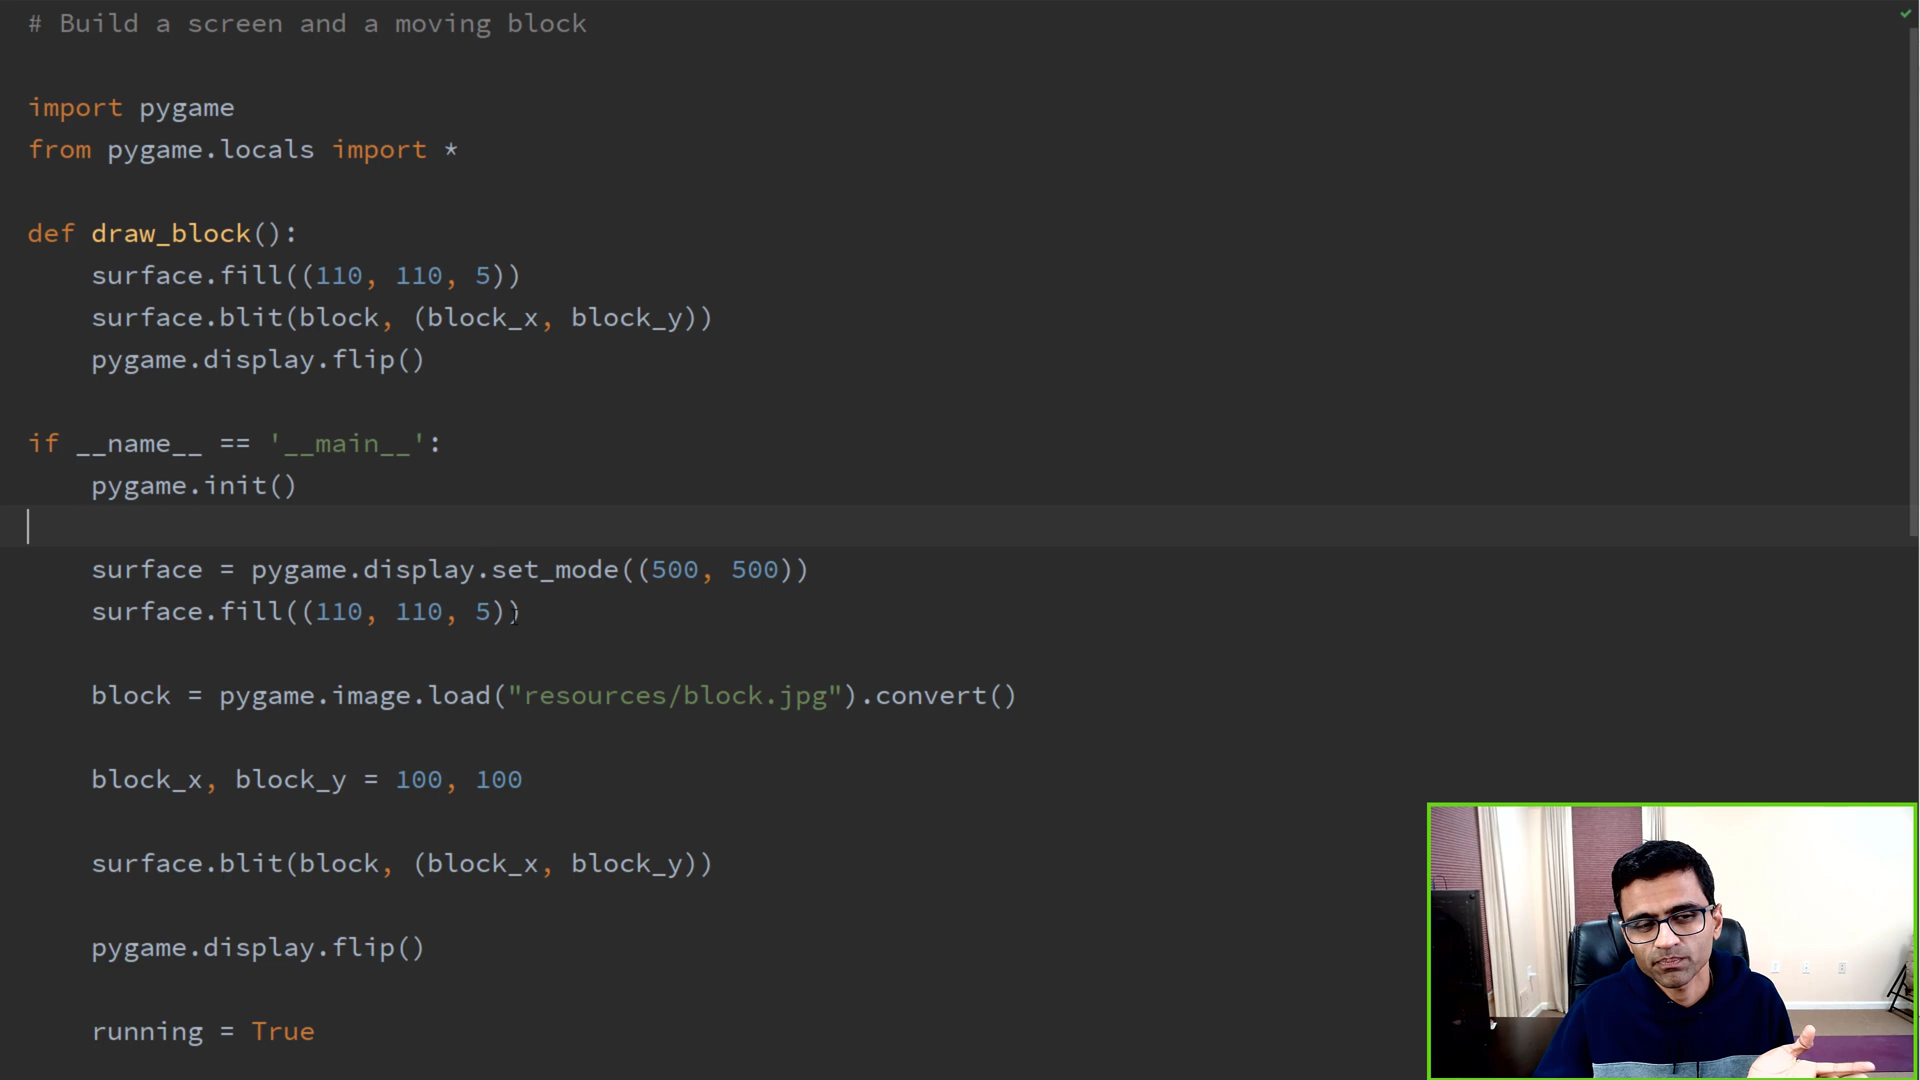 # Build a screen and a moving block
import pygame
from pygame.locals import *
def draw_block():
    surface.fill((110, 110, 5))
    surface.blit(block, (block_x, block_y))
    pygame.display.flip()
if __name__ == '__main__':
    pygame.init()
    surface = pygame.display.set_mode((500, 500))
    surface.fill((110, 110, 5))
    block = pygame.image.load("resources/block.jpg").convert()
    block_x, block_y = 100, 100
    surface.blit(block, (block_x, block_y))
    pygame.display.flip()
    running = True